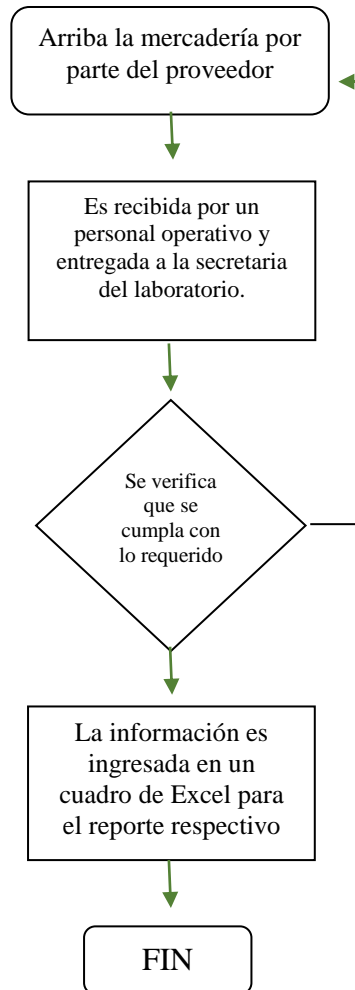 Arriba la mercadería por
parte del proveedor
Es recibida por un
personal operativo y
entregada a la secretaria
del laboratorio.
Se verifica
que se
cumpla con
lo requerido
La información es
ingresada en un
cuadro de Excel para
el reporte respectivo
FIN